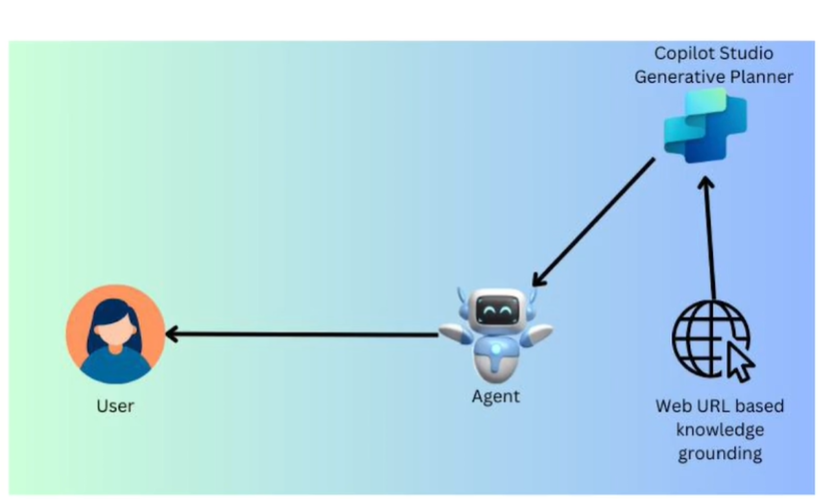 Copilot Studio
Generative Planner
User
Agent
Web URL based
knowledge
grounding